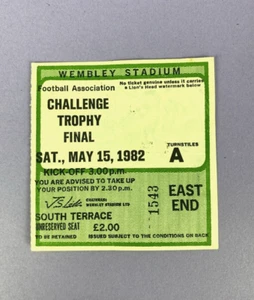 WEMBLEY STADIUM
Football Association
No ticket genuine unless it carries
a Lion's Head watermark below
CHALLENGE
TROPHY
FINAL
SAT., MAY 15, 1982
TURNSTILES
A
KICK-OFF 3.00 p.m.
YOU ARE ADVISED TO TAKE UP
YOUR POSITION BY 2.30 p.m.
CHAIRMAN:
WEMBLEY STADIUM LTD
1543
EAST
END
SOUTH TERRACE
UNRESERVED SEAT
£2.00
TO BE RETAINED
ISSUED SUBJECT TO THE CONDITIONS ON BACK